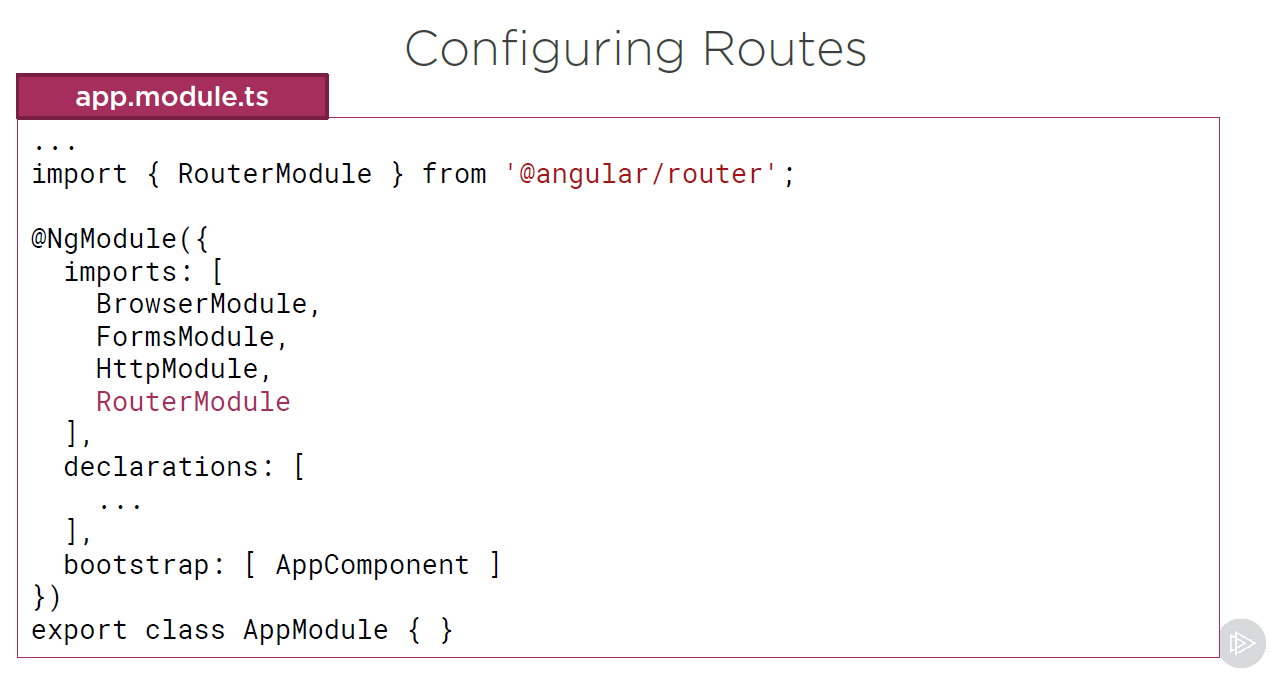 Configuring Routes
app.module.ts
...
import { RouterModule } from '@angular/router';
@NgModule({
  imports: [
    BrowserModule,
    FormsModule,
    HttpModule,
    RouterModule
  ],
  declarations: [
    ...
  ],
  bootstrap: [ AppComponent ]
})
export class AppModule { }